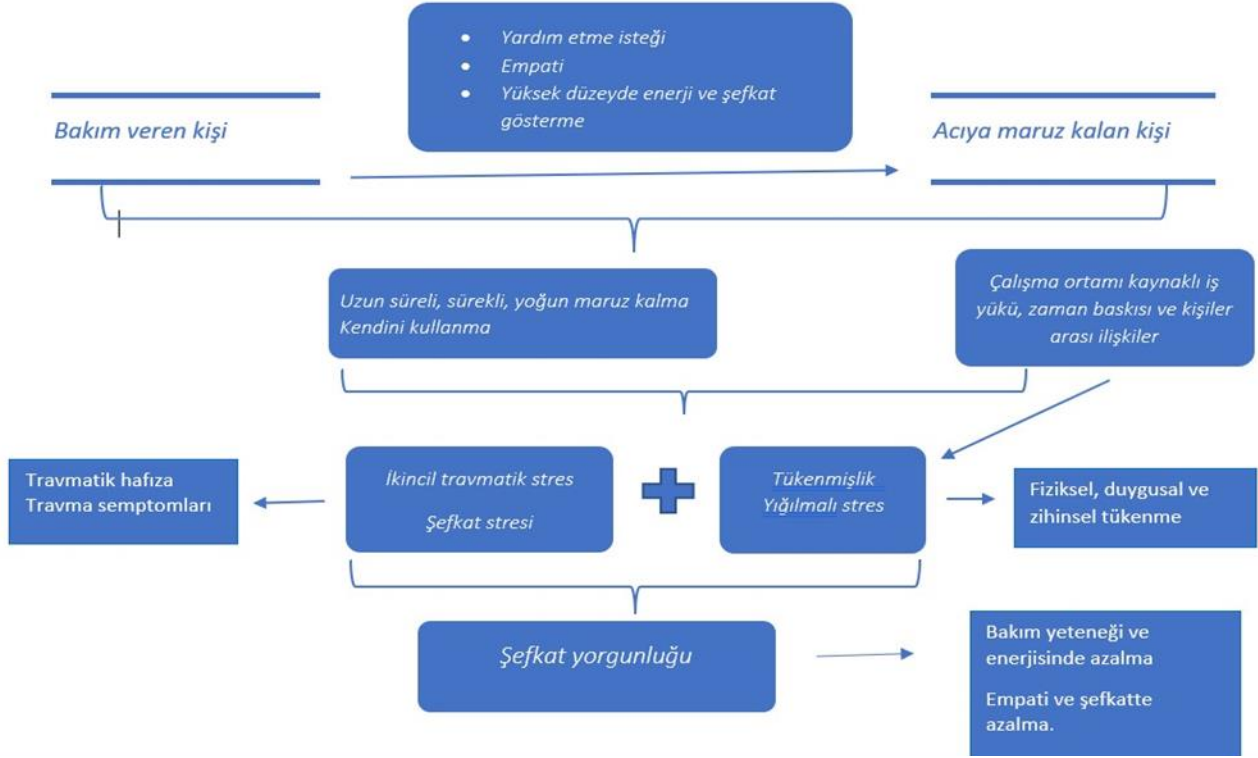 • Yardım etme isteği
• Empati
• Yüksek düzeyde enerji ve şefkat
gösterme
Bakım veren kişi
Acıya maruz kalan kişi
Uzun süreli, sürekli, yoğun maruz kalma
Kendini kullanma
Çalışma ortamı kaynaklı iş
yükü, zaman baskısı ve kişiler
arası ilişkiler
Travmatik hafıza
Travma semptomları
İkincil travmatik stres
Şefkat stresi
Tükenmişlik
Yığılmalı stres
Fiziksel, duygusal ve
zihinsel tükenme
Şefkat yorgunluğu
Bakım yeteneği ve
enerjisinde azalma
Empati ve şefkatte
azalma.